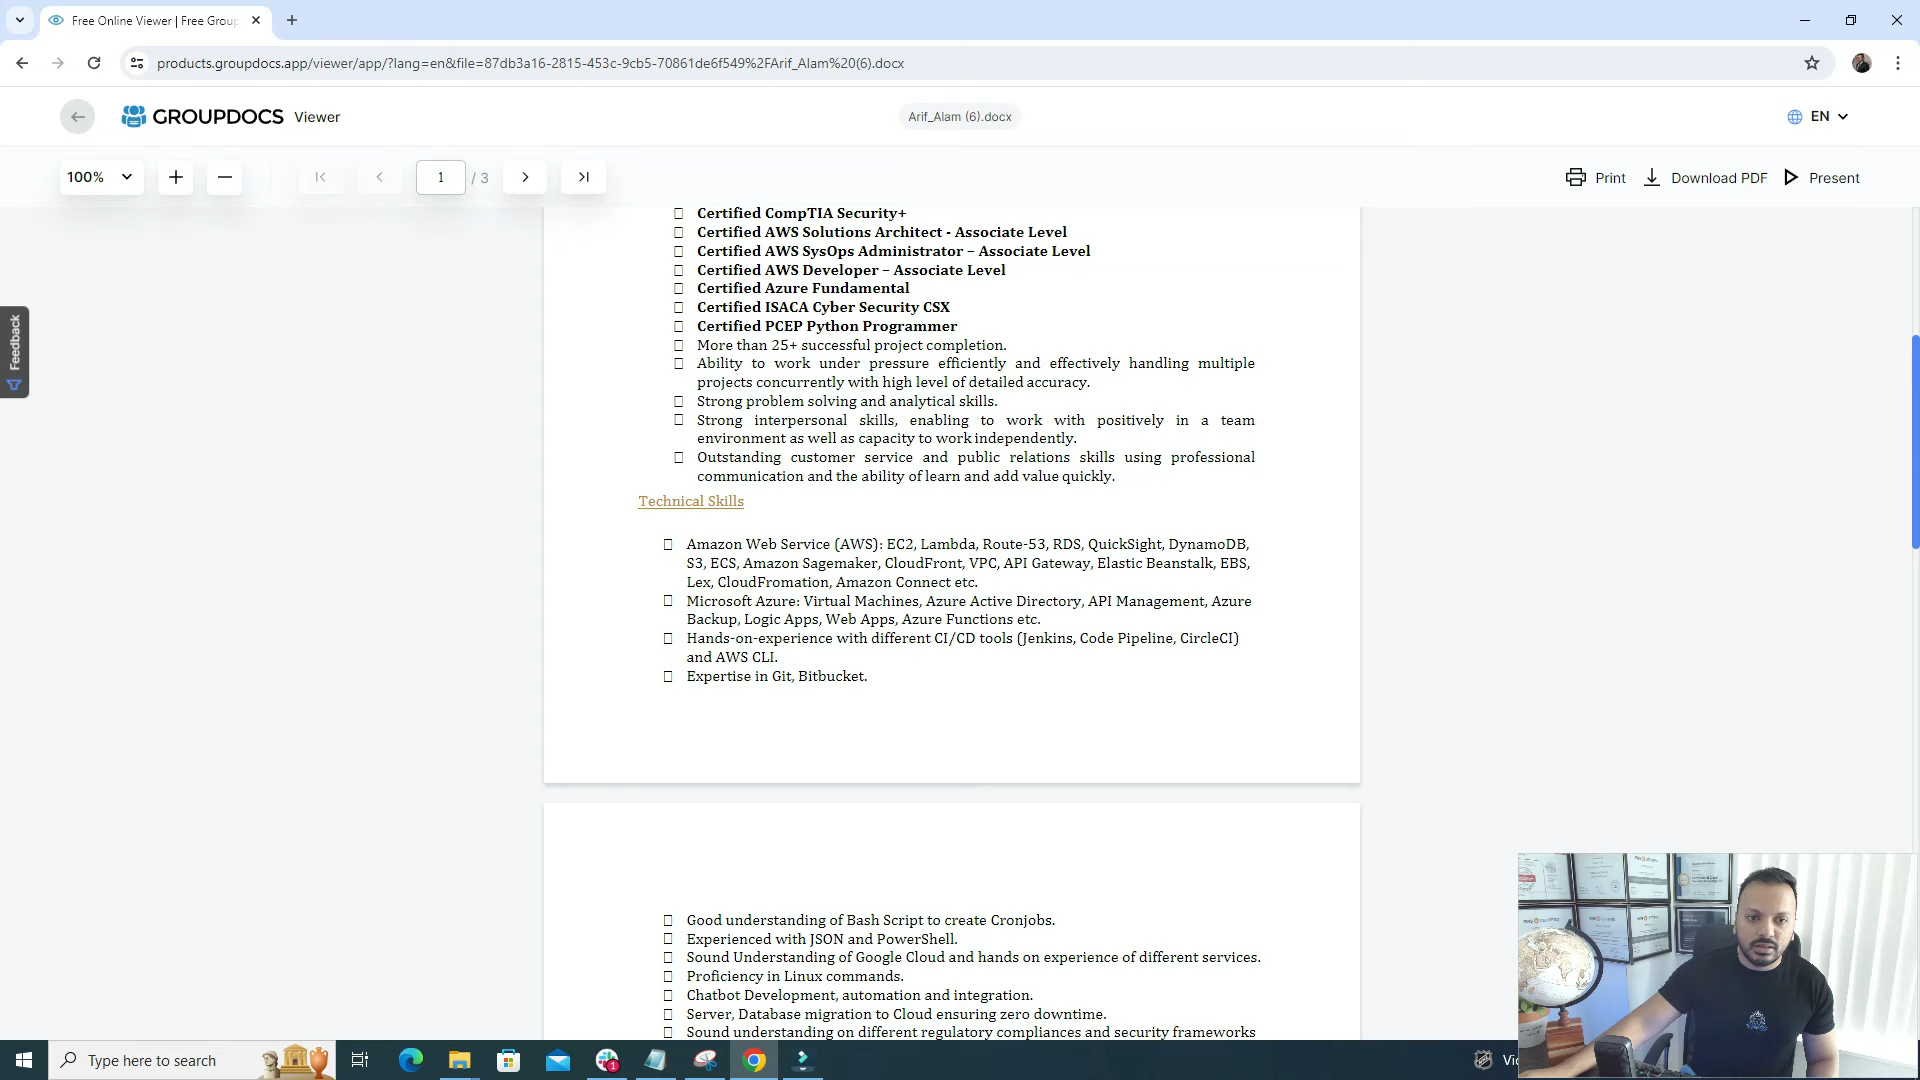 Free Online Viewer | Free Group
products.groupdocs.app/viewer/app/?lang=en&file=87db3a16-2815-453c-9cb5-70861de6f549%2FArif_Alam%20(6).docx
GROUPDOCS Viewer
Arif_Alam (6).docx
EN
100%
1 / 3
Print
Download PDF
Present
Feedback
Certified CompTIA Security+
Certified AWS Solutions Architect - Associate Level
Certified AWS SysOps Administrator – Associate Level
Certified AWS Developer – Associate Level
Certified Azure Fundamental
Certified ISACA Cyber Security CSX
Certified PCEP Python Programmer
More than 25+ successful project completion.
Ability to work under pressure efficiently and effectively handling multiple
projects concurrently with high level of detailed accuracy.
Strong problem solving and analytical skills.
Strong interpersonal skills, enabling to work with positively in a team
environment as well as capacity to work independently.
Outstanding customer service and public relations skills using professional
communication and the ability of learn and add value quickly.
Technical Skills
Amazon Web Service (AWS): EC2, Lambda, Route-53, RDS, QuickSight, DynamoDB,
S3, ECS, Amazon Sagemaker, CloudFront, VPC, API Gateway, Elastic Beanstalk, EBS,
Lex, CloudFromation, Amazon Connect etc.
Microsoft Azure: Virtual Machines, Azure Active Directory, API Management, Azure
Backup, Logic Apps, Web Apps, Azure Functions etc.
Hands-on-experience with different CI/CD tools (Jenkins, Code Pipeline, CircleCI)
and AWS CLI.
Expertise in Git, Bitbucket.
Good understanding of Bash Script to create Cronjobs.
Experienced with JSON and PowerShell.
Sound Understanding of Google Cloud and hands on experience of different services.
Proficiency in Linux commands.
Chatbot Development, automation and integration.
Server, Database migration to Cloud ensuring zero downtime.
Sound understanding on different regulatory compliances and security frameworks
Type here to search
1